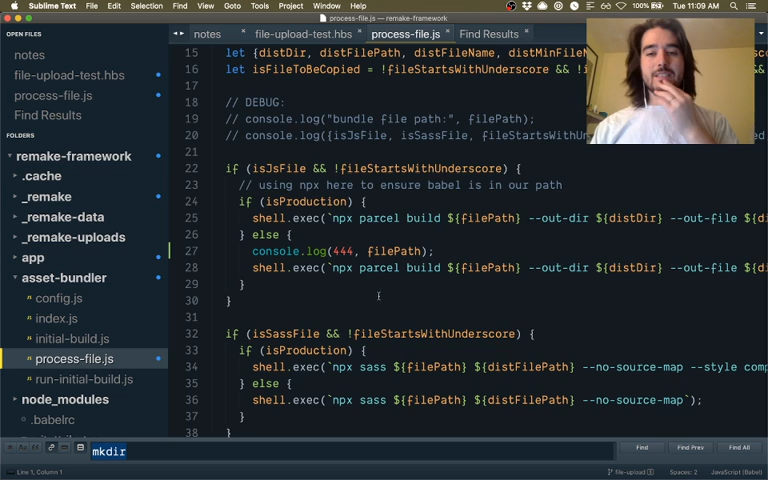 Sublime Text File Edit Selection Find View Goto Tools Project Window Help 100% Tue 11:09 AM
process-file.js — remake-framework
OPEN FILES
notes
file-upload-test.hbs
process-file.js
Find Results
FOLDERS
remake-framework
.cache
_remake
_remake-data
_remake-uploads
app
asset-bundler
config.js
index.js
initial-build.js
process-file.js
run-initial-build.js
node_modules
.babelrc
notes file-upload-test.hbs process-file.js Find Results
15 let {distDir, distFilePath, distFileName, distMinFileN
16 let isFileToBeCopied = !fileStartsWithUnderscore && !i
17
18 // DEBUG:
19 // console.log("bundle file path:", filePath);
20 // console.log({isJsFile, isSassFile, fileStartsWithUn
21
22 if (isJsFile && !fileStartsWithUnderscore) {
23 // using npx here to ensure babel is in our path
24 if (isProduction) {
25 shell.exec(`npx parcel build ${filePath} --out-dir ${distDir} --out-file ${di
26 } else {
27 console.log(444, filePath);
28 shell.exec(`npx parcel build ${filePath} --out-dir ${distDir} --out-file ${di
29 }
30 }
31
32 if (isSassFile && !fileStartsWithUnderscore) {
33 if (isProduction) {
34 shell.exec(`npx sass ${filePath} ${distFilePath} --no-source-map --style comp
35 } else {
36 shell.exec(`npx sass ${filePath} ${distFilePath} --no-source-map`);
37 }
38 }
mkdir Find Find Prev Find All
Line 1, Column 1 file-upload Spaces: 2 JavaScript (Babel)